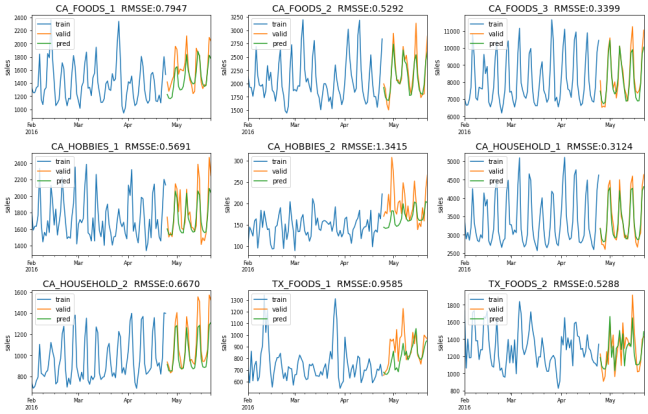 CA_FOODS_1 RMSSE:0.7947
CA_FOODS_2 RMSSE:0.5292
CA_FOODS_3 RMSSE:0.3399
2400
2200
2000
1800
1600
1400
1200
1000
sales
train
valid
pred
Feb
2016
Mar
Apr
May
3250
3000
2750
2500
2250
2000
1750
1500
sales
train
valid
pred
Feb
2016
Mar
Apr
May
11000
10000
9000
8000
7000
6000
sales
train
valid
pred
Feb
2016
Mar
Apr
May
CA_HOBBIES_1 RMSSE:0.5691
CA_HOBBIES_2 RMSSE:1.3415
CA_HOUSEHOLD_1 RMSSE:0.3124
2400
2200
2000
1800
1600
1400
sales
train
valid
pred
Feb
2016
Mar
Apr
May
300
250
200
150
100
sales
train
valid
pred
Feb
2016
Mar
Apr
May
5000
4500
4000
3500
3000
2500
sales
train
valid
pred
Feb
2016
Mar
Apr
May
CA_HOUSEHOLD_2 RMSSE:0.6670
TX_FOODS_1 RMSSE:0.9585
TX_FOODS_2 RMSSE:0.5288
1600
1400
1200
1000
800
sales
train
valid
pred
Feb
2016
Mar
Apr
May
1300
1200
1100
1000
900
800
700
600
sales
train
valid
pred
Feb
2016
Mar
Apr
May
1800
1600
1400
1200
1000
800
sales
train
valid
pred
Feb
2016
Mar
Apr
May